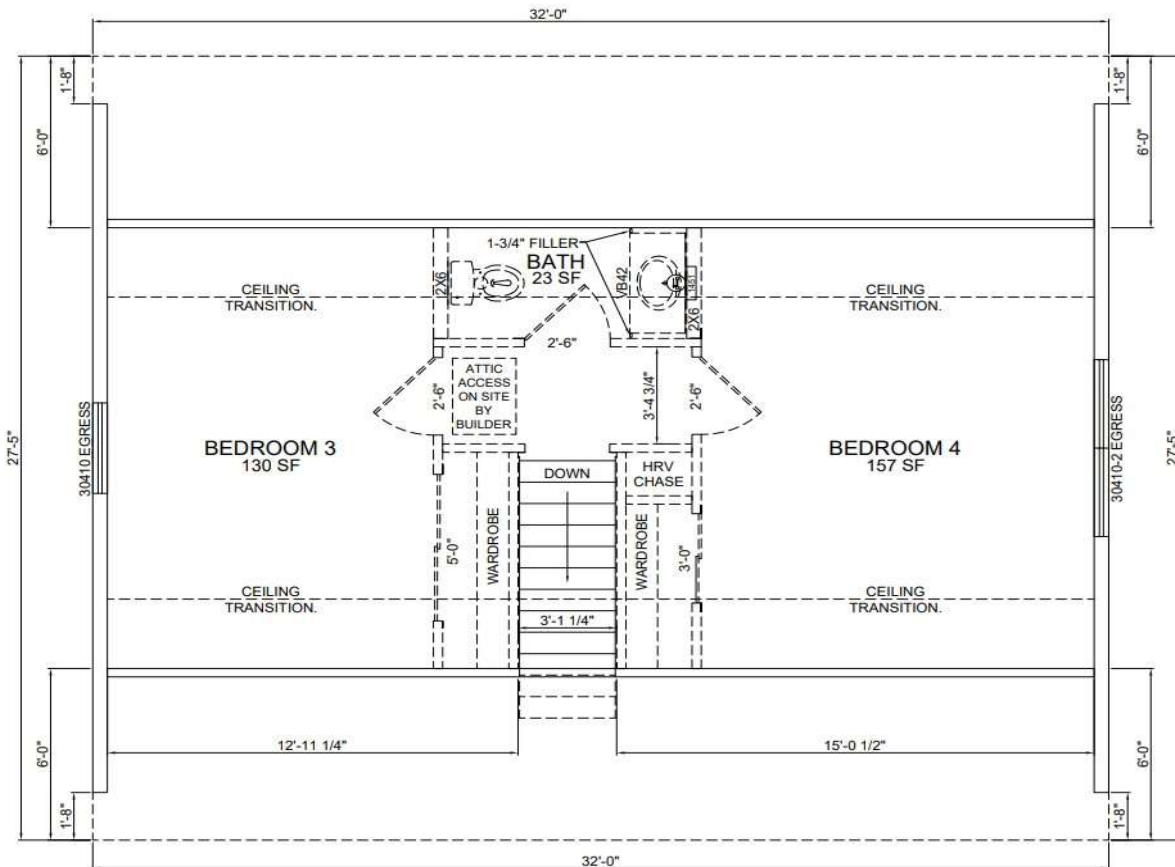 32'-0"
1'-8"
1'-8"
6'-0"
6'-0"
1-3/4" FILLER
BATH
23 SF
2X6
VB42
1451
2X6
CEILING
TRANSITION.
CEILING
TRANSITION.
2'-6"
ATTIC
ACCESS
ON SITE
BY
BUILDER
2'-6"
3'-4 3/4"
2'-6"
27'-5"
30410 EGRESS
BEDROOM 3
130 SF
BEDROOM 4
157 SF
30410-2 EGRESS
27'-5"
DOWN
HRV
CHASE
5'-0"
WARDROBE
WARDROBE
3'-0"
CEILING
TRANSITION.
CEILING
TRANSITION.
3'-1 1/4"
12'-11 1/4"
15'-0 1/2"
6'-0"
6'-0"
1'-8"
1'-8"
32'-0"